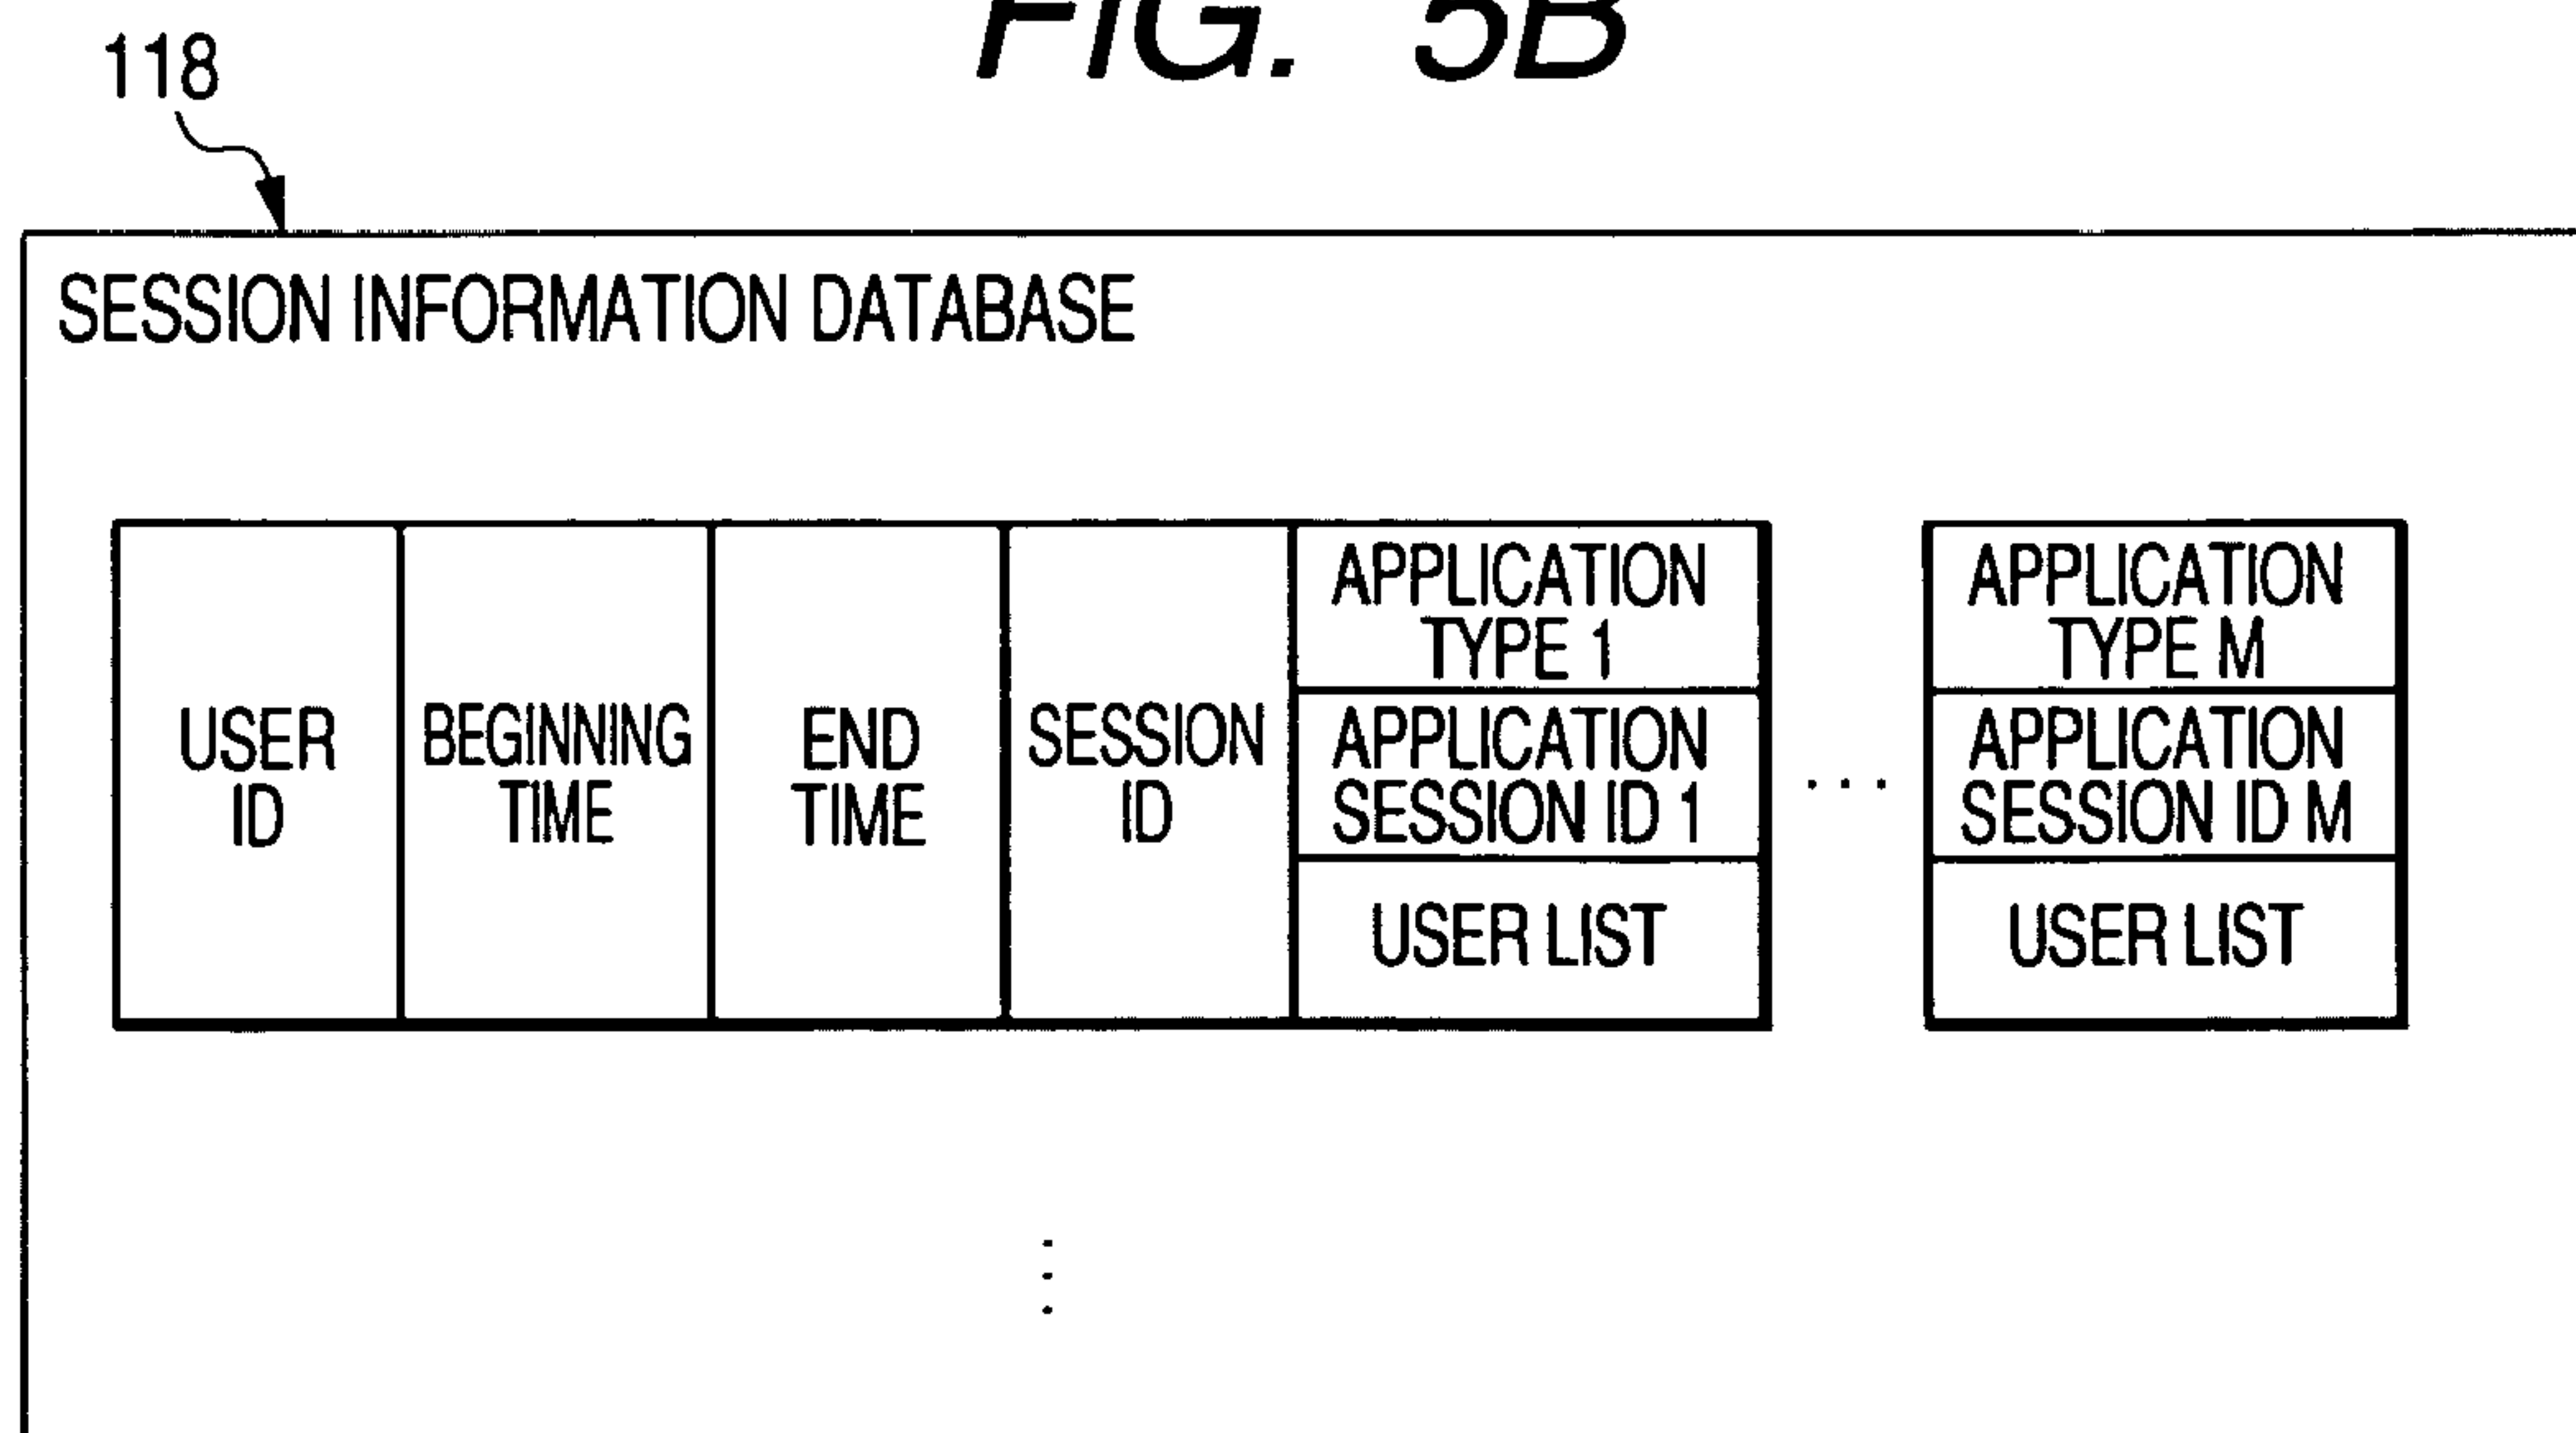 FIG. 5B
118
SESSION INFORMATION DATABASE
USER
ID
BEGINNING
TIME
END
TIME
SESSION
ID
APPLICATION
TYPE 1
APPLICATION
SESSION ID 1
USER LIST
. . .
APPLICATION
TYPE M
APPLICATION
SESSION ID M
USER LIST